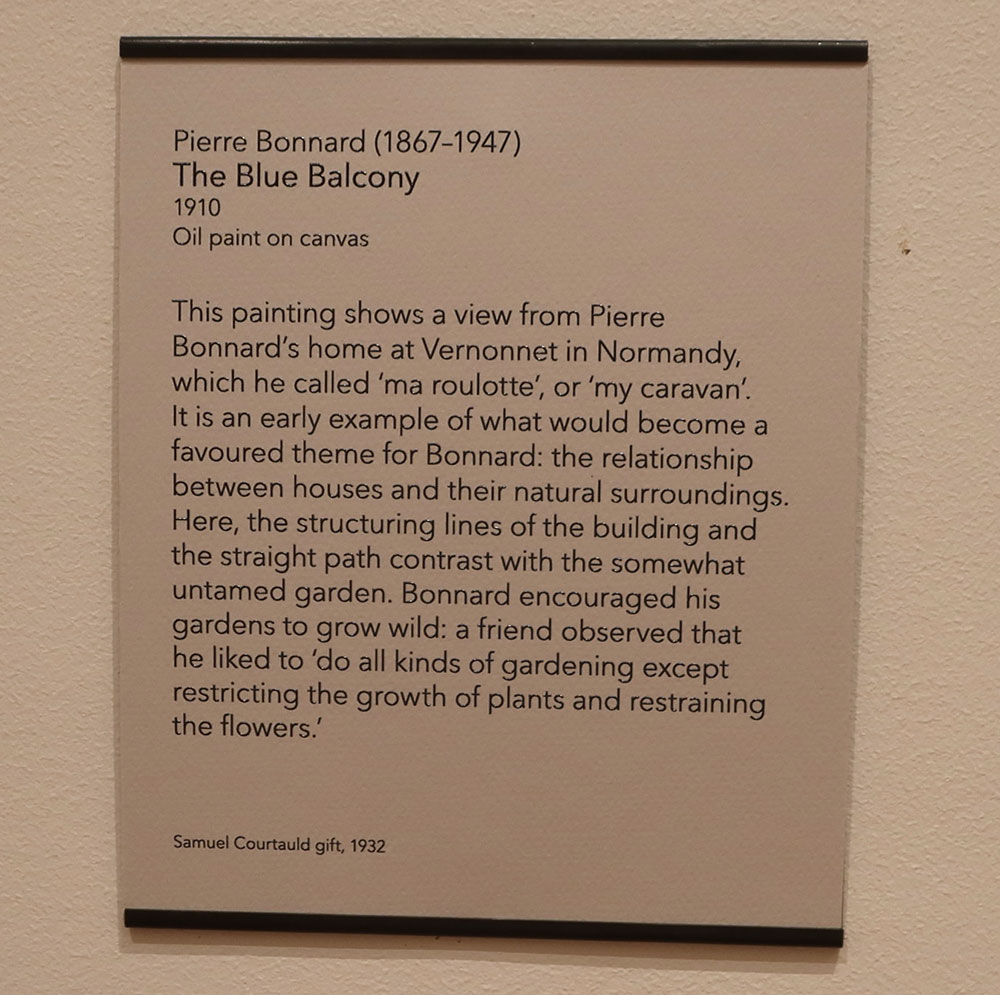 Pierre Bonnard (1867–1947)
The Blue Balcony
1910
Oil paint on canvas
This painting shows a view from Pierre
Bonnard’s home at Vernonnet in Normandy,
which he called ‘ma roulotte’, or ‘my caravan’.
It is an early example of what would become a
favoured theme for Bonnard: the relationship
between houses and their natural surroundings.
Here, the structuring lines of the building and
the straight path contrast with the somewhat
untamed garden. Bonnard encouraged his
gardens to grow wild: a friend observed that
he liked to ‘do all kinds of gardening except
restricting the growth of plants and restraining
the flowers.’
Samuel Courtauld gift, 1932